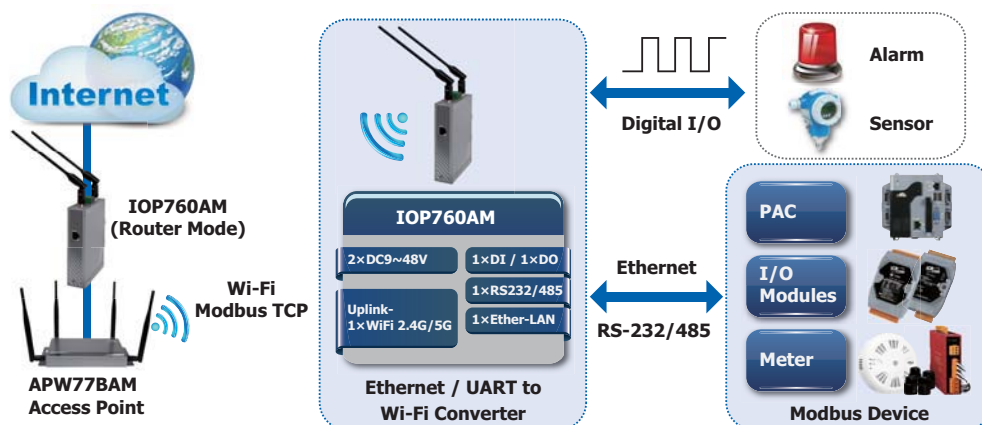 Internet
IOP760AM
(Router Mode)
Wi-Fi
Modbus TCP
APW77BAM
Access Point
IOP760AM
2×DC9~48V
1×DI / 1×DO
Uplink-
1×WiFi 2.4G/5G
1×RS232/485
1×Ether-LAN
Ethernet / UART to
Wi-Fi Converter
Digital I/O
Alarm
Sensor
Ethernet
RS-232/485
PAC
I/O
Modules
Meter
Modbus Device